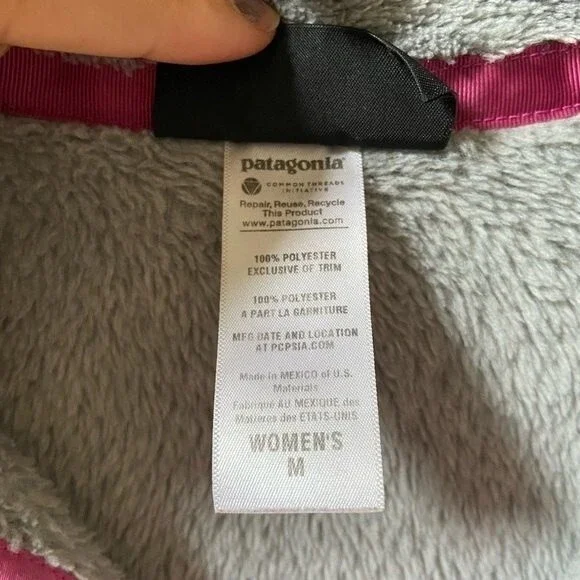 patagonia®
COMMON THREADS
INITIATIVE
Repair, Reuse, Recycle
This Product
www.patagonia.com
100% POLYESTER
EXCLUSIVE OF TRIM
100% POLYESTER
A PART LA GARNITURE
MFG DATE AND LOCATION
AT PCPSIA.COM
Made in MEXICO of U.S.
Materials
Fabriqué AU MEXIQUE des
Matières des ÉTATS-UNIS
WOMEN'S
M